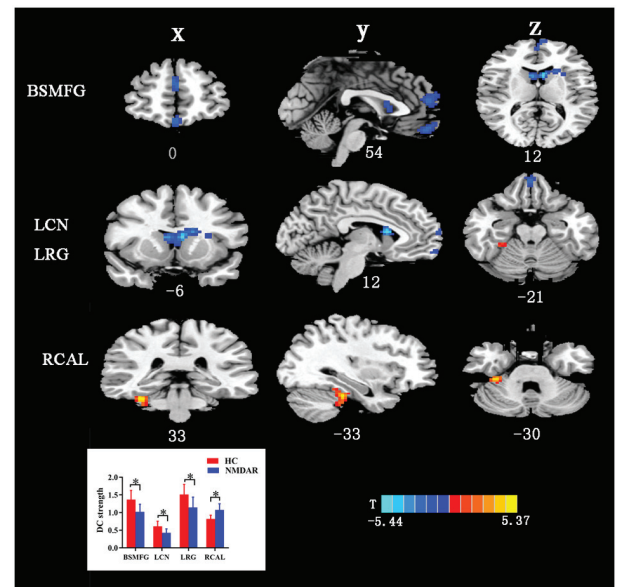 x y z
BSMFG
0 54 12
LCN
LRG
-6 12 -21
RCAL
33 -33 -30
HC
NMDAR
DC strength
2.0
1.5
1.0
0.5
0.0
* * * *
BSMFG LCN LRG RCAL
T
-5.44 5.37